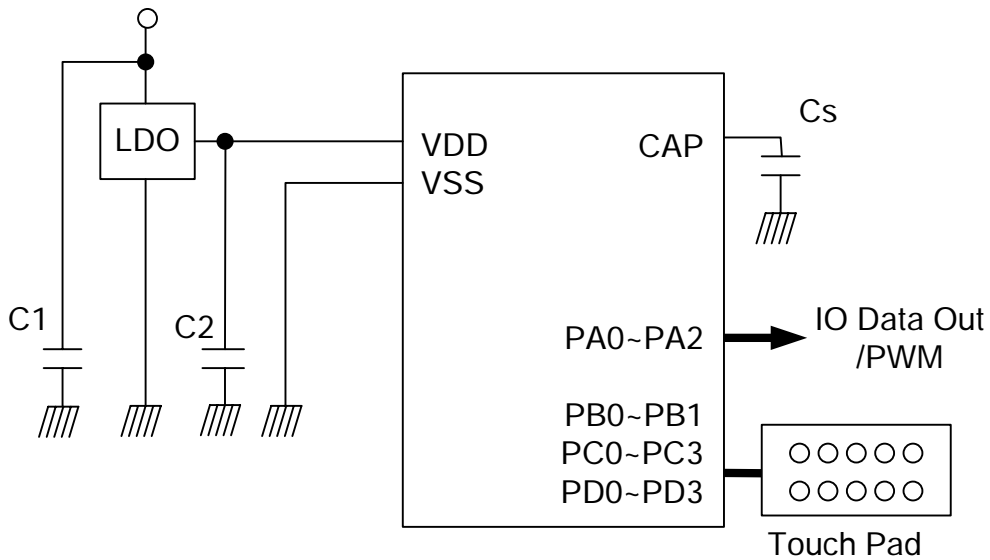 LDO
C1
C2
VDD
VSS
CAP
Cs
PA0~PA2
IO Data Out
/PWM
PB0~PB1
PC0~PC3
PD0~PD3
Touch Pad